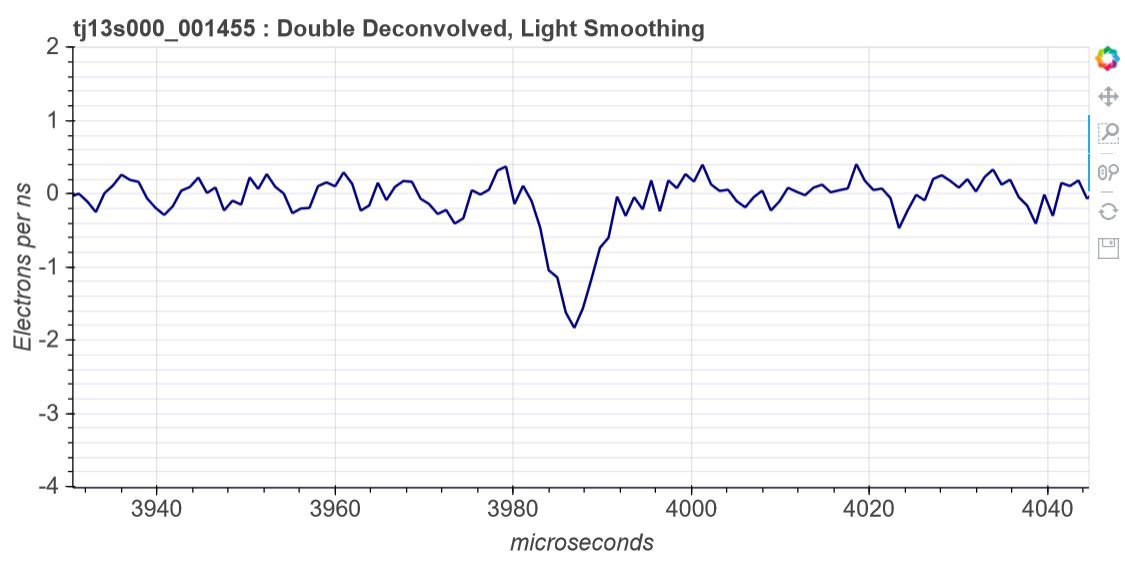 tj13s000_001455 : Double Deconvolved, Light Smoothing
2
1
0
-1
-2
-3
-4
Electrons per ns
3940 3960 3980 4000 4020 4040
microseconds